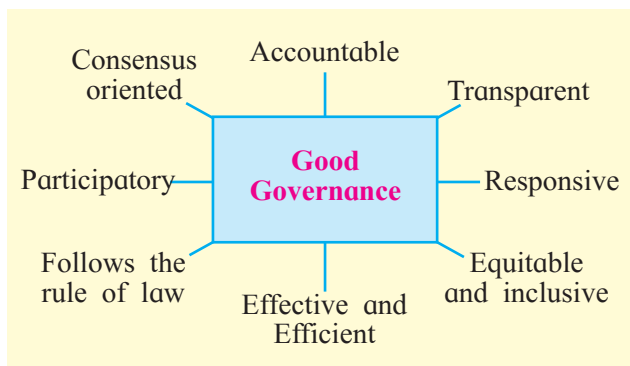 Accountable
Consensus
oriented
Transparent
Participatory
Good
Governance
Responsive
Follows the
rule of law
Effective and
Efficient
Equitable
and inclusive